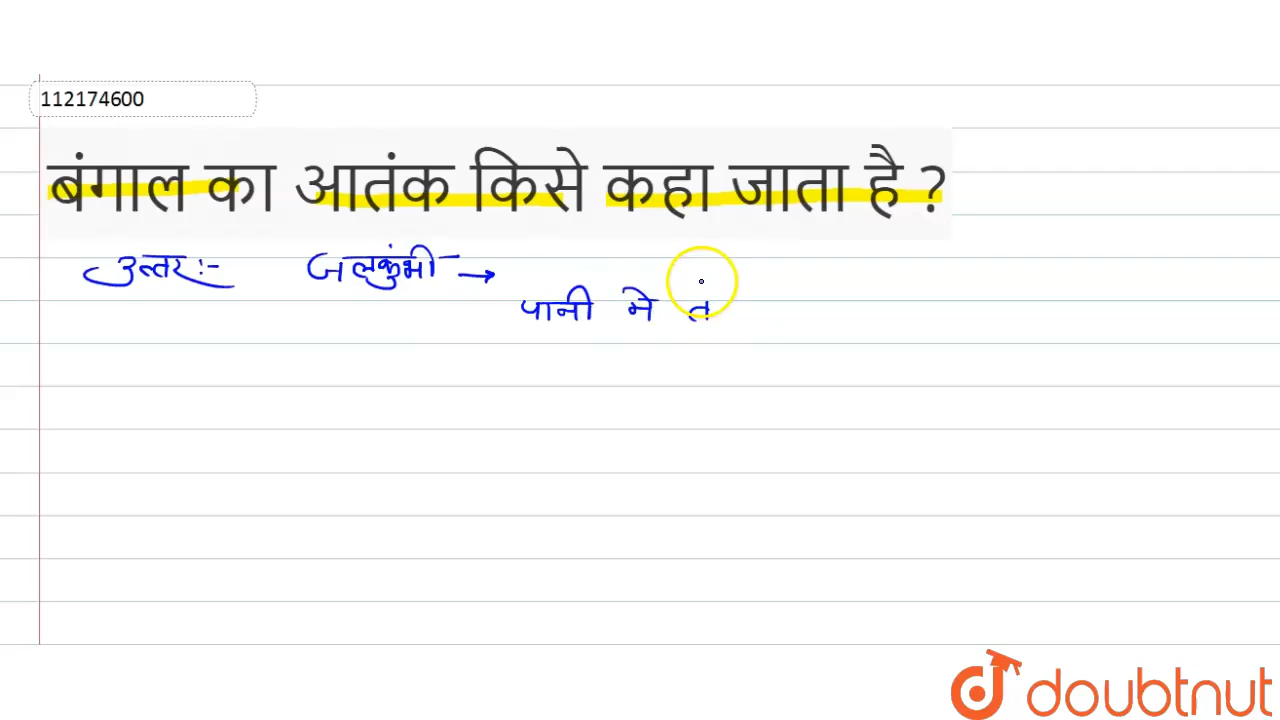 112174600
बंगाल का आतंक किसे कहा जाता है ?
उत्तर :- जलकुंभी →
पानी मे त
doubtnut